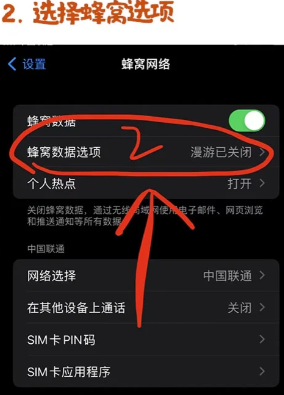 2. 选择蜂窝选项
设置 蜂窝网络
蜂窝数据
蜂窝数据选项 漫游已关闭
2
个人热点 打开
关闭蜂窝数据，通过无线局域网使用电子邮件、网页浏览
和推送通知等所有数据
中国联通
网络选择 中国联通
在其他设备上通话 关闭
SIM卡PIN码
SIM卡应用程序